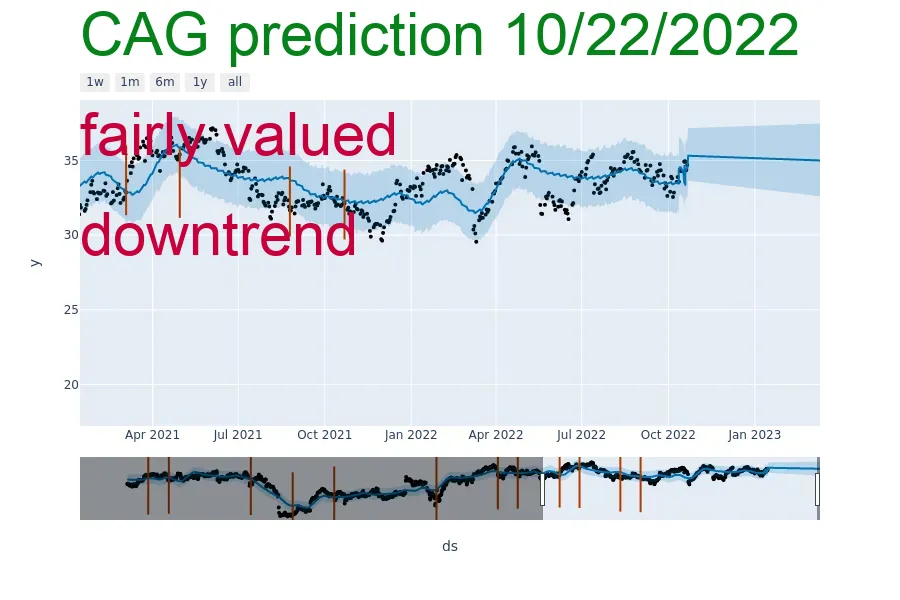 CAG prediction 10/22/2022
1w 1m 6m 1y all
fairly valued
downtrend
35
30
25
20
y
Apr 2021 Jul 2021 Oct 2021 Jan 2022 Apr 2022 Jul 2022 Oct 2022 Jan 2023
ds